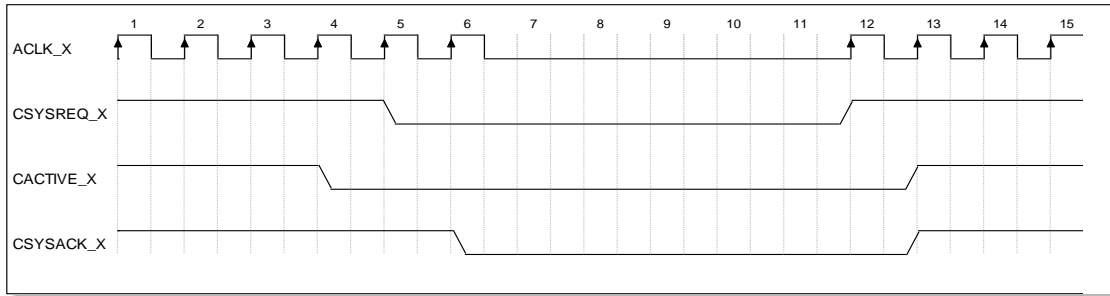 1 2 3 4 5 6 7 8 9 10 11 12 13 14 15
ACLK_X
CSYSREQ_X
CACTIVE_X
CSYSACK_X